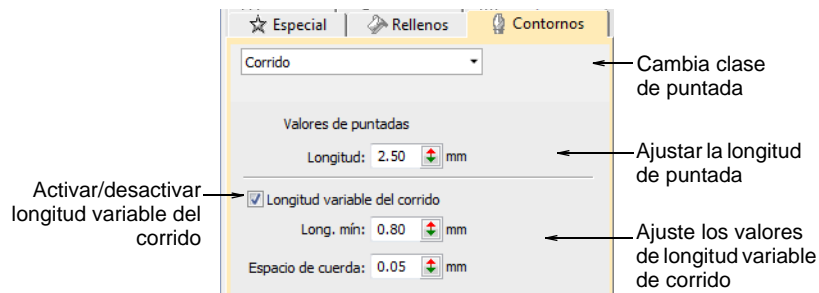 Especial Rellenos Contornos
Corrido
Cambia clase
de puntada
Valores de puntadas
Longitud: 2.50 mm
Ajustar la longitud
de puntada
Activar/desactivar
longitud variable del
corrido
Longitud variable del corrido
Long. mín: 0.80 mm
Espacio de cuerda: 0.05 mm
Ajuste los valores
de longitud variable
de corrido